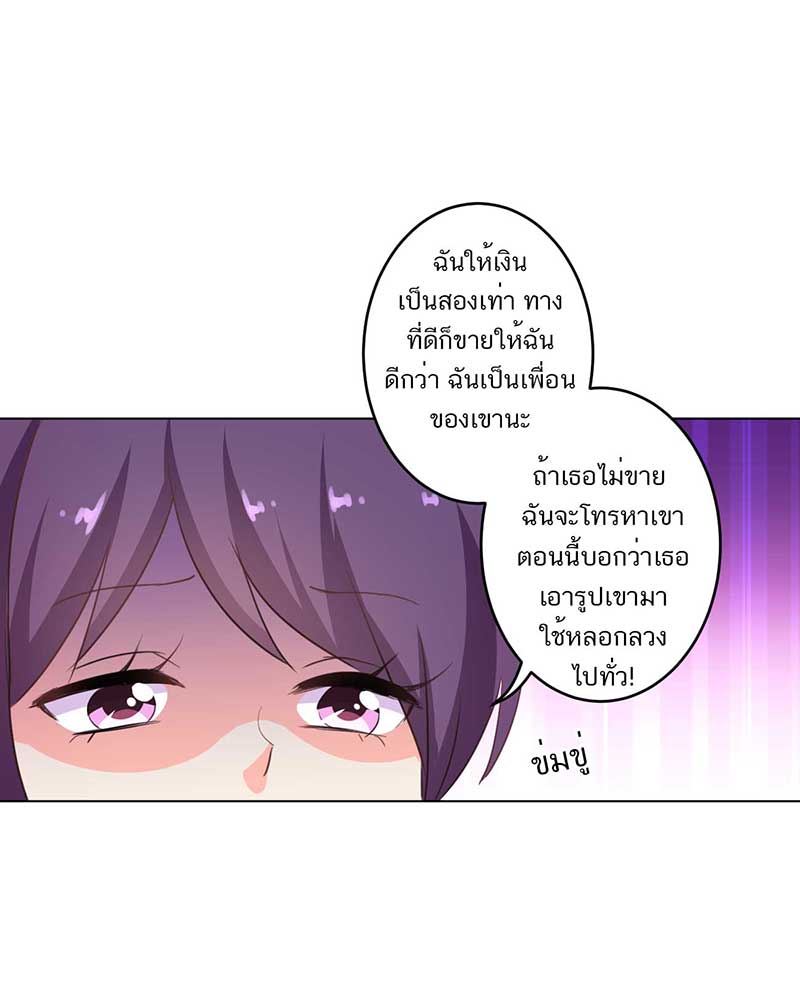 ฉันให้เงิน
เป็นสองเท่า ทาง
ที่ดีก็ขายให้ฉัน
ดีกว่า ฉันเป็นเพื่อน
ของเขานะ
ถ้าเธอไม่ขาย
ฉันจะโทรหาเขา
ตอนนี้บอกว่าเธอ
เอารูปเขามา
ใช้หลอกลวง
ไปทั่ว!
ข่มขู่